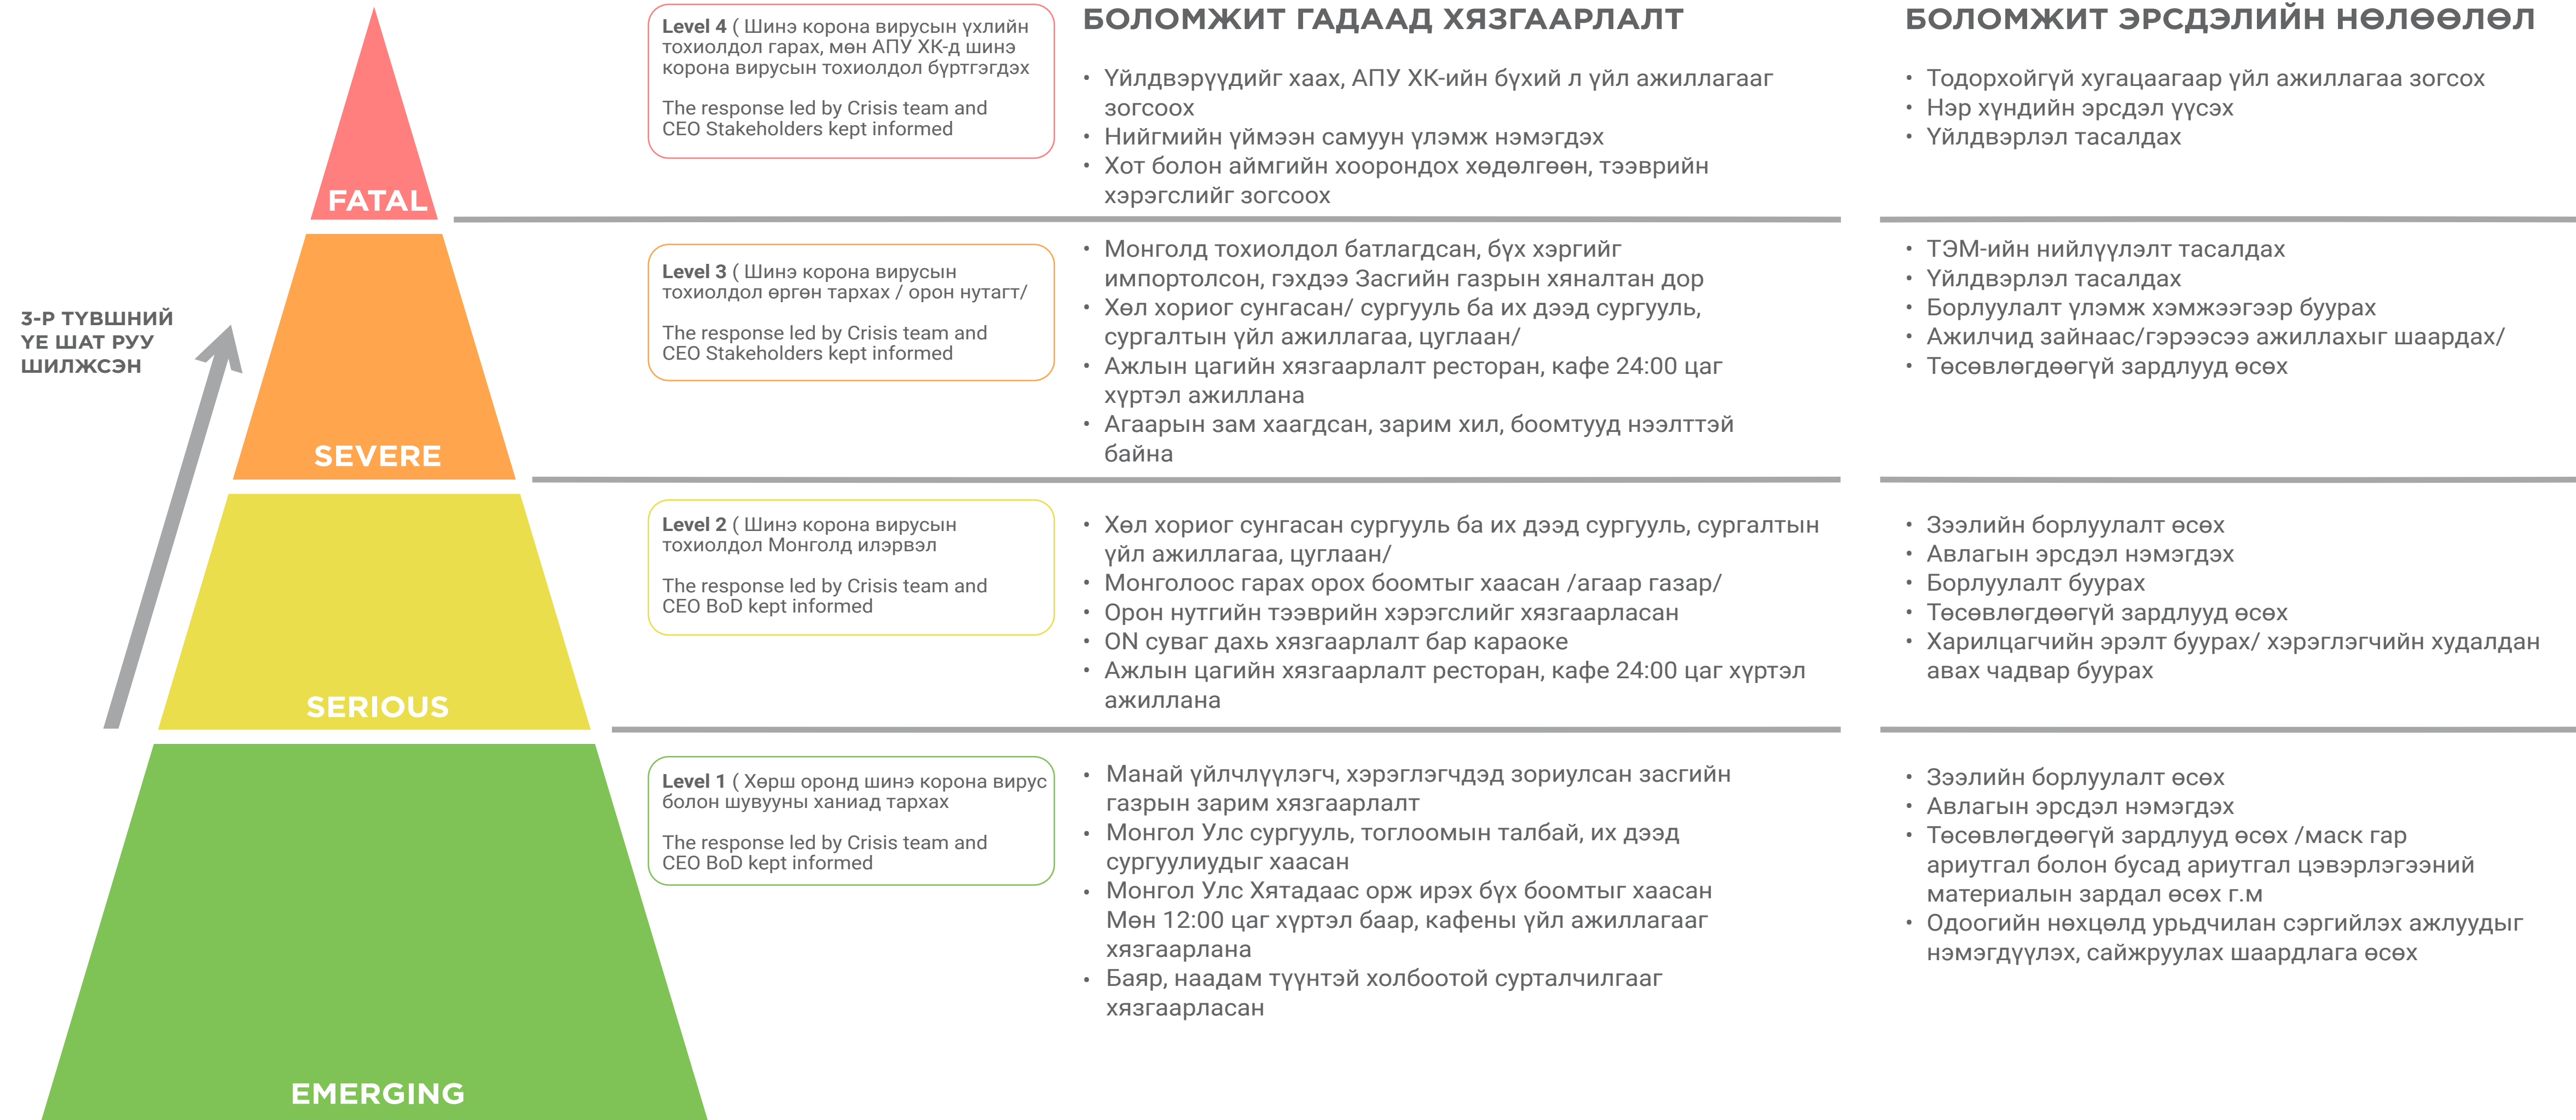 БОЛОМЖИТ ГАДААД ХЯЗГААРЛАЛТ
БОЛОМЖИТ ЭРСДЭЛИЙН НӨЛӨӨЛӨЛ
FATAL
Level 4 ( Шинэ корона вирусын үхлийн
тохиолдол гарах, мөн АПУ ХК-д шинэ
корона вирусын тохиолдол бүртгэгдэх
The response led by Crisis team and
CEO Stakeholders kept informed
• Үйлдвэрүүдийг хаах, АПУ ХК-ийн бүхий л үйл ажиллагааг
зогсоох
• Нийгмийн үймээн самуун үлэмж нэмэгдэх
• Хот болон аймгийн хоорондох хөдөлгөөн, тээврийн
хэрэгслийг зогсоох
• Тодорхойгүй хугацаагаар үйл ажиллагаа зогсох
• Нэр хүндийн эрсдэл үүсэх
• Үйлдвэрлэл тасалдах
3-Р ТҮВШНИЙ
ҮЕ ШАТ РУУ
ШИЛЖСЭН
SEVERE
Level 3 ( Шинэ корона вирусын
тохиолдол өргөн тархах / орон нутагт/
The response led by Crisis team and
CEO Stakeholders kept informed
• Монголд тохиолдол батлагдсан, бүх хэргийг
импортолсон, гэхдээ Засгийн газрын хяналтан дор
• Хөл хориог сунгасан/ сургууль ба их дээд сургууль,
сургалтын үйл ажиллагаа, цуглаан/
• Ажлын цагийн хязгаарлалт ресторан, кафе 24:00 цаг
хүртэл ажиллана
• Агаарын зам хаагдсан, зарим хил, боомтууд нээлттэй
байна
• ТЭМ-ийн нийлүүлэлт тасалдах
• Үйлдвэрлэл тасалдах
• Борлуулалт үлэмж хэмжээгээр буурах
• Ажилчид зайнаас/гэрээсээ ажиллахыг шаардах/
• Төсөвлөгдөөгүй зардлууд өсөх
SERIOUS
Level 2 ( Шинэ корона вирусын
тохиолдол Монголд илэрвэл
The response led by Crisis team and
CEO BoD kept informed
• Хөл хориог сунгасан сургууль ба их дээд сургууль, сургалтын
үйл ажиллагаа, цуглаан/
• Монголоос гарах орох боомтыг хаасан /агаар газар/
• Орон нутгийн тээврийн хэрэгслийг хязгаарласан
• ON суваг дахь хязгаарлалт бар караоке
• Ажлын цагийн хязгаарлалт ресторан, кафе 24:00 цаг хүртэл
ажиллана
• Зээлийн борлуулалт өсөх
• Авлагын эрсдэл нэмэгдэх
• Борлуулалт буурах
• Төсөвлөгдөөгүй зардлууд өсөх
• Харилцагчийн эрэлт буурах/ хэрэглэгчийн худалдан
авах чадвар буурах
EMERGING
Level 1 ( Хөрш оронд шинэ корона вирус
болон шувууны ханиад тархах
The response led by Crisis team and
CEO BoD kept informed
• Манай үйлчлүүлэгч, хэрэглэгчдэд зориулсан засгийн
газрын зарим хязгаарлалт
• Монгол Улс сургууль, тоглоомын талбай, их дээд
сургуулиудыг хаасан
• Монгол Улс Хятадаас орж ирэх бүх боомтыг хаасан
Мөн 12:00 цаг хүртэл баар, кафены үйл ажиллагааг
хязгаарлана
• Баяр, наадам түүнтэй холбоотой сурталчилгааг
хязгаарласан
• Зээлийн борлуулалт өсөх
• Авлагын эрсдэл нэмэгдэх
• Төсөвлөгдөөгүй зардлууд өсөх /маск гар
ариутгал болон бусад ариутгал цэвэрлэгээний
материалын зардал өсөх г.м
• Одоогийн нөхцөлд урьдчилан сэргийлэх ажлуудыг
нэмэгдүүлэх, сайжруулах шаардлага өсөх